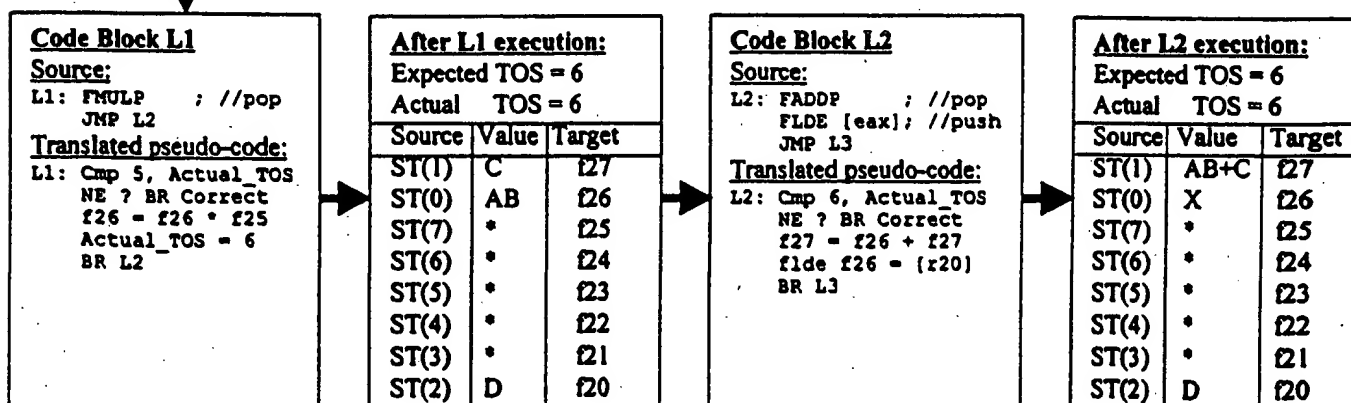 Code Block L1
Source:
L1: FMULP ; //pop
JMP L2
Translated pseudo-code:
L1: Cmp 5, Actual_TOS
NE ? BR Correct
f26 = f26 * f25
Actual_TOS = 6
BR L2
After L1 execution:
Expected TOS = 6
Actual TOS = 6
Source Value Target
ST(1) C f27
ST(0) AB f26
ST(7) * f25
ST(6) * f24
ST(5) * f23
ST(4) * f22
ST(3) * f21
ST(2) D f20
Code Block L2
Source:
L2: FADDP ; //pop
FLDE [eax]; //push
JMP L3
Translated pseudo-code:
L2: Cmp 6, Actual_TOS
NE ? BR Correct
f27 = f26 + f27
flde f26 = [r20]
BR L3
After L2 execution:
Expected TOS = 6
Actual TOS = 6
Source Value Target
ST(1) AB+C f27
ST(0) X f26
ST(7) * f25
ST(6) * f24
ST(5) * f23
ST(4) * f22
ST(3) * f21
ST(2) D f20